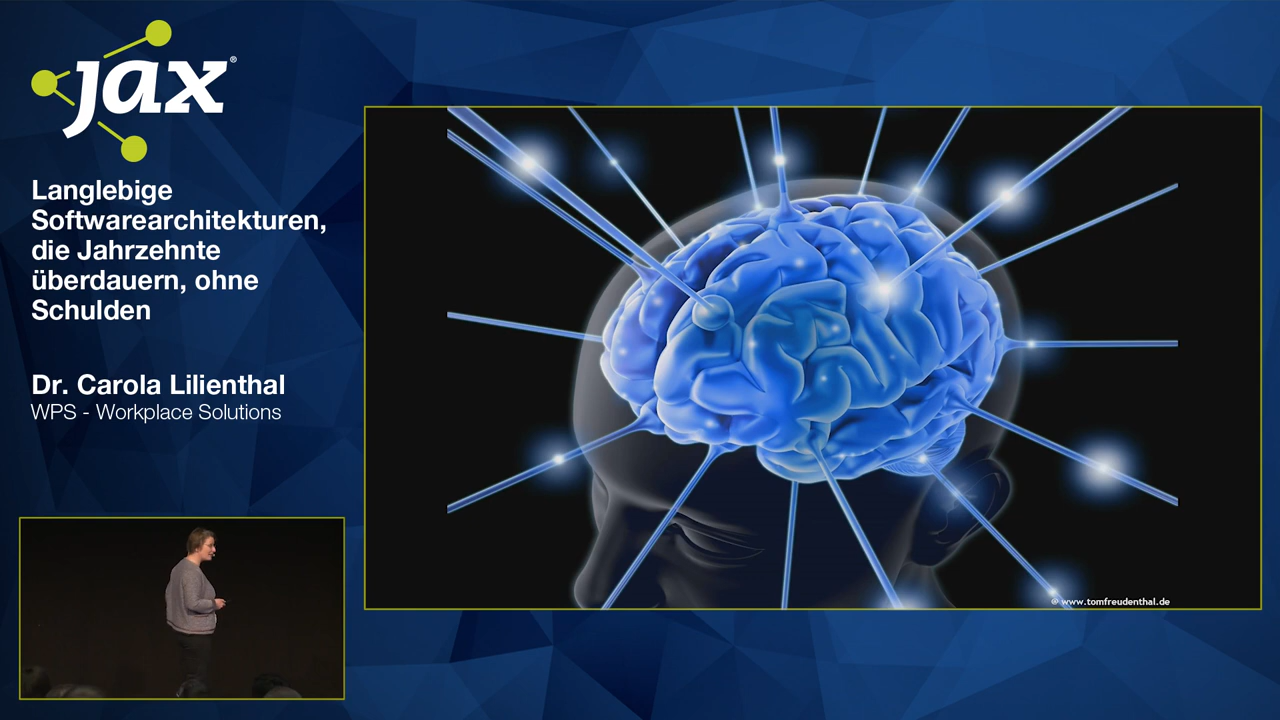 jax®
Langlebige
Softwarearchitekturen,
die Jahrzehnte
überdauern, ohne
Schulden
Dr. Carola Lilienthal
WPS - Workplace Solutions
© www.tomfreudenthal.de